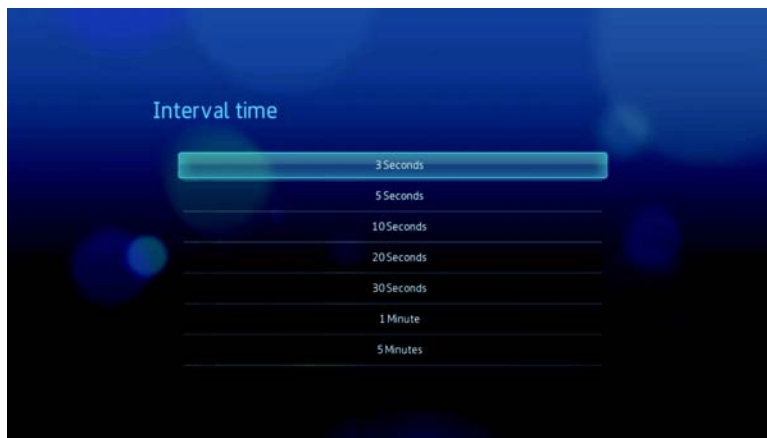 Interval time
3 Seconds
5 Seconds
10 Seconds
20 Seconds
30 Seconds
1 Minute
5 Minutes